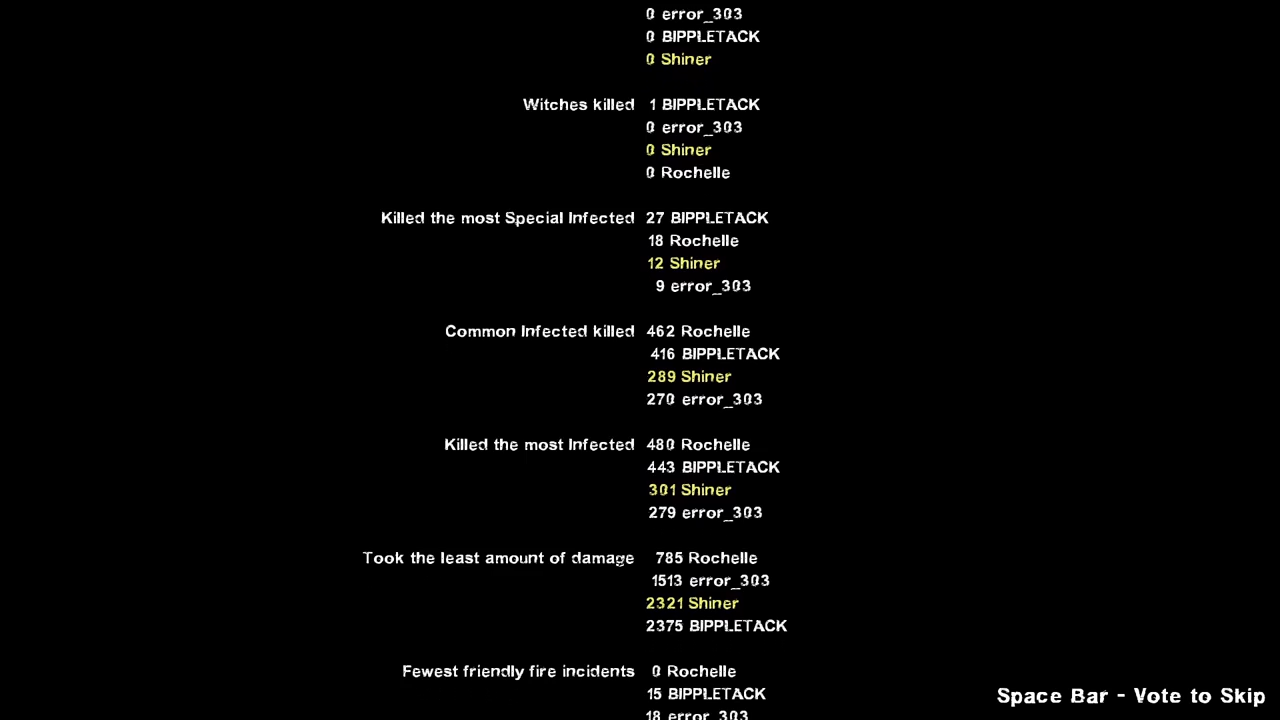 0 error_303
0 BIPPLETACK
0 Shiner
Witches killed 1 BIPPLETACK
0 error_303
0 Shiner
0 Rochelle
Killed the most Special Infected 27 BIPPLETACK
18 Rochelle
12 Shiner
9 error_303
Common Infected killed 462 Rochelle
416 BIPPLETACK
289 Shiner
270 error_303
Killed the most Infected 480 Rochelle
443 BIPPLETACK
301 Shiner
279 error_303
Took the least amount of damage 785 Rochelle
1513 error_303
2321 Shiner
2375 BIPPLETACK
Fewest friendly fire incidents 0 Rochelle
15 BIPPLETACK
18 error_303
Space Bar - Vote to Skip